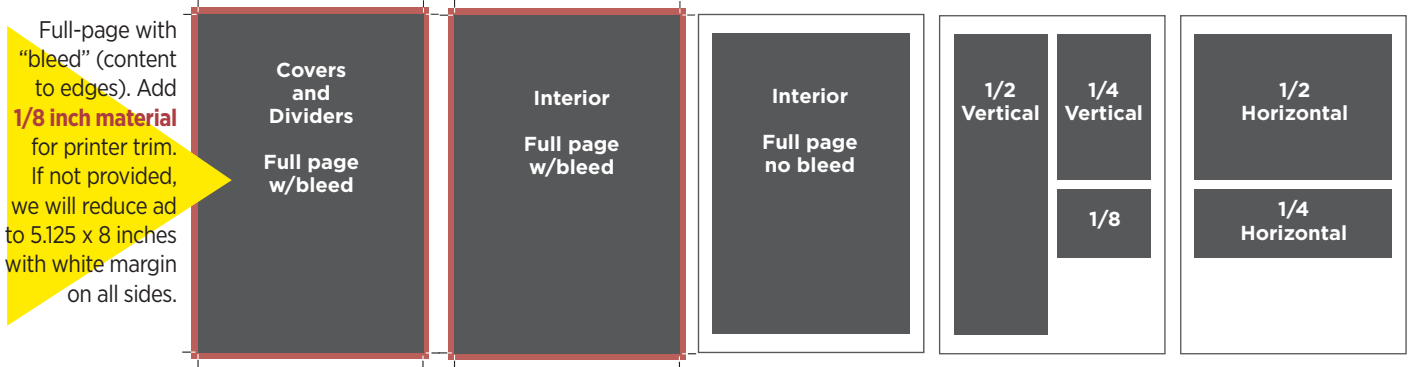 Full-page with
“bleed” (content
to edges). Add
1/8 inch material
for printer trim.
If not provided,
we will reduce ad
to 5.125 x 8 inches
with white margin
on all sides.
Covers
and
Dividers
Full page
w/bleed
Interior
Full page
w/bleed
Interior
Full page
no bleed
1/2
Vertical
1/4
Vertical
1/8
1/2
Horizontal
1/4
Horizontal